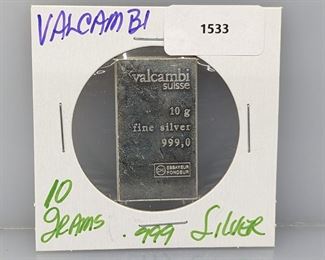 VALCAMBI
1533
valcambi
suisse
10 g
fine silver
999,0
ESSAYEUR
FONDEUR
10
GRAMS .999 SILVER